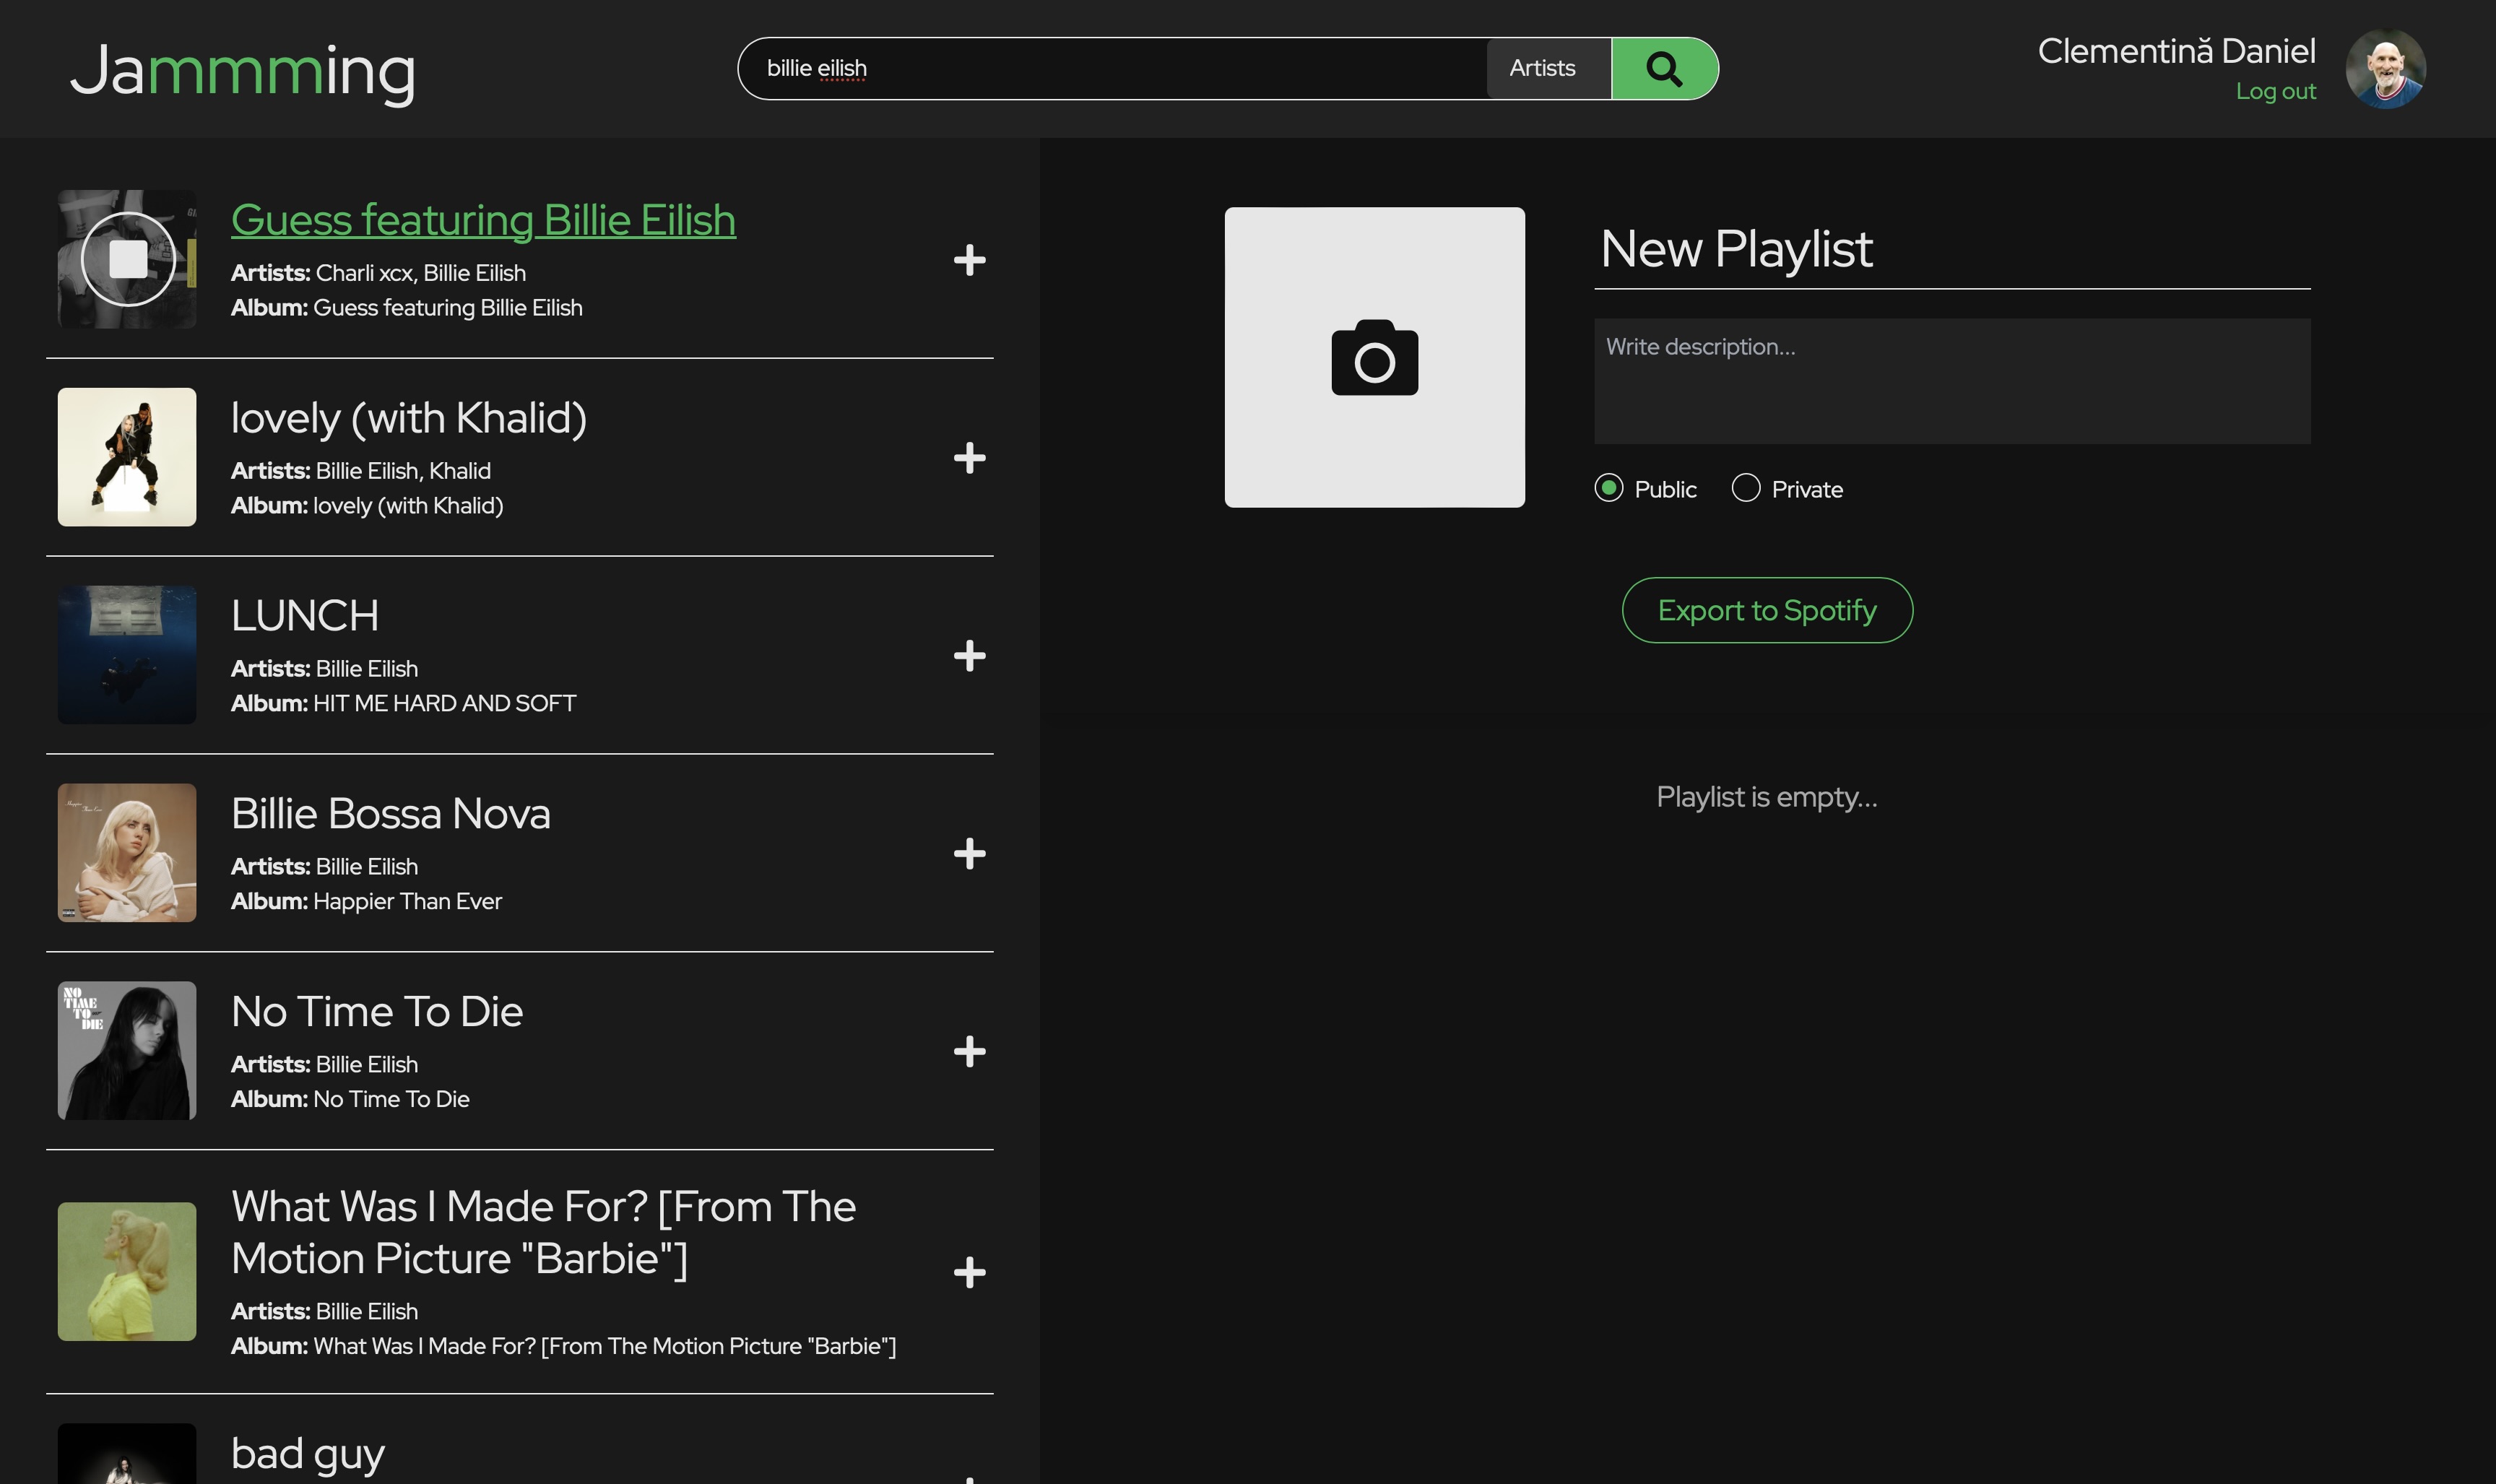 Jammming
billie eilish
Artists
Clementină Daniel
Log out
Guess featuring Billie Eilish
Artists: Charli xcx, Billie Eilish
Album: Guess featuring Billie Eilish
lovely (with Khalid)
Artists: Billie Eilish, Khalid
Album: lovely (with Khalid)
LUNCH
Artists: Billie Eilish
Album: HIT ME HARD AND SOFT
Billie Bossa Nova
Artists: Billie Eilish
Album: Happier Than Ever
NO
TIME
TO
DIE
No Time To Die
Artists: Billie Eilish
Album: No Time To Die
What Was I Made For? [From The
Motion Picture "Barbie"]
Artists: Billie Eilish
Album: What Was I Made For? [From The Motion Picture "Barbie"]
bad guy
New Playlist
Write description...
Public
Private
Export to Spotify
Playlist is empty...